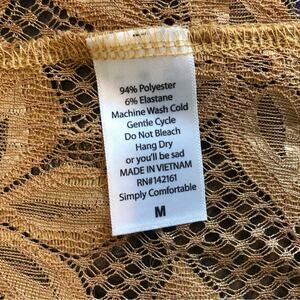 94% Polyester
6% Elastane
Machine Wash Cold
Gentle Cycle
Do Not Bleach
Hang Dry
or you'll be sad
MADE IN VIETNAM
RN#142161
Simply Comfortable
M